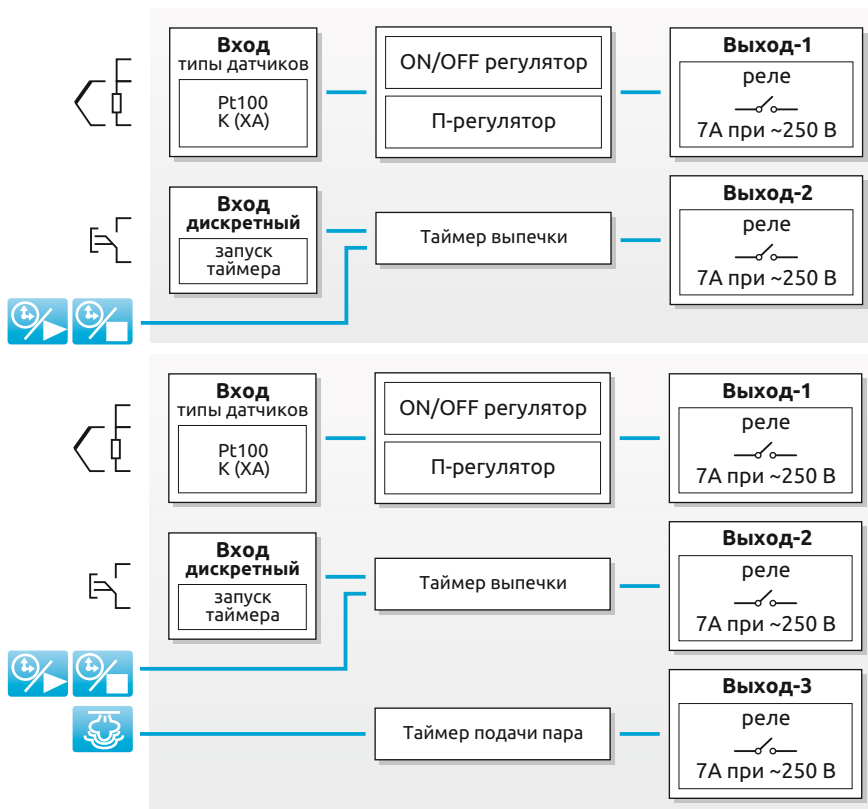 Вход
типы датчиков
Pt100
К (ХА)
ON/OFF регулятор
П-регулятор
Выход-1
реле
7А при ~250 В
Вход
дискретный
запуск
таймера
Таймер выпечки
Выход-2
реле
7А при ~250 В
Вход
типы датчиков
Pt100
К (ХА)
ON/OFF регулятор
П-регулятор
Выход-1
реле
7А при ~250 В
Вход
дискретный
запуск
таймера
Таймер выпечки
Выход-2
реле
7А при ~250 В
Таймер подачи пара
Выход-3
реле
7А при ~250 В